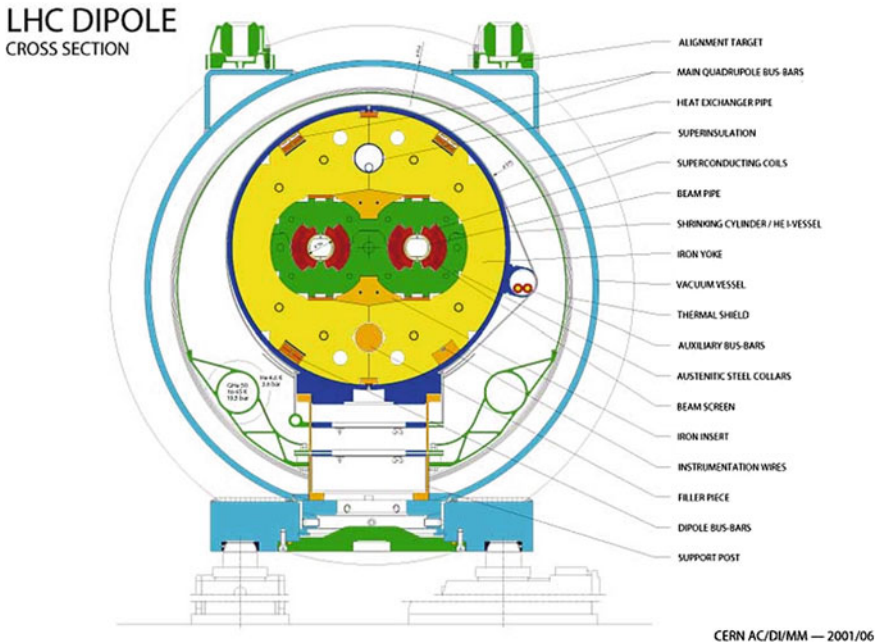 LHC DIPOLE
CROSS SECTION
ALIGNMENT TARGET
MAIN QUADRUPOLE BUS-BARS
HEAT EXCHANGER PIPE
SUPERINSULATION
SUPERCONDUCTING COILS
BEAM PIPE
SHRINKING CYLINDER / HE I-VESSEL
IRON YOKE
VACUUM VESSEL
THERMAL SHIELD
AUXILIARY BUS-BARS
AUSTENITIC STEEL COLLARS
BEAM SCREEN
IRON INSERT
INSTRUMENTATION WIRES
FILLER PIECE
DIPOLE BUS-BARS
SUPPORT POST
CERN AC/DI/MM — 2001/06